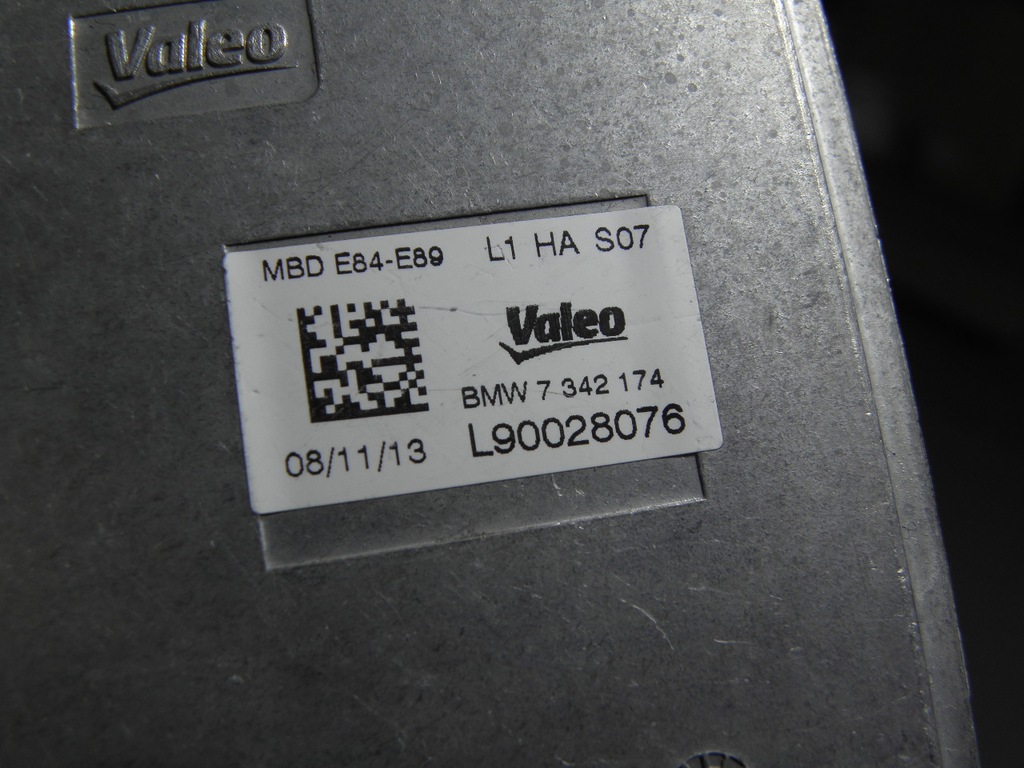 Valeo
MBD E84-E89 L1 HA S07
Valeo
BMW 7 342 174
08/11/13 L90028076